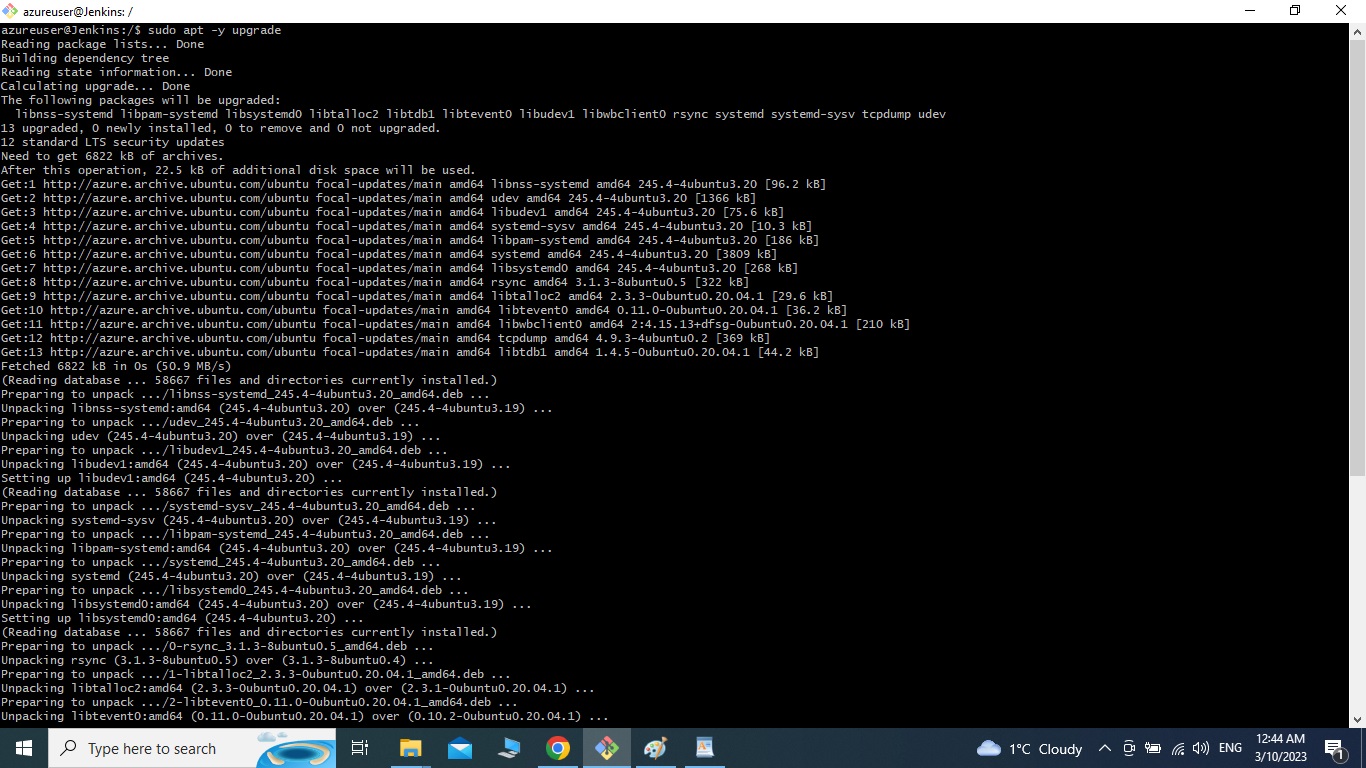 azureuser@Jenkins: /
azureuser@Jenkins:/$ sudo apt -y upgrade
Reading package lists... Done
Building dependency tree
Reading state information... Done
Calculating upgrade... Done
The following packages will be upgraded:
  libnss-systemd libpam-systemd libsystemd0 libtalloc2 libtdb1 libtevent0 libudev1 libwbclient0 rsync systemd systemd-sysv tcpdump udev
13 upgraded, 0 newly installed, 0 to remove and 0 not upgraded.
12 standard LTS security updates
Need to get 6822 kB of archives.
After this operation, 22.5 kB of additional disk space will be used.
Get:1 http://azure.archive.ubuntu.com/ubuntu focal-updates/main amd64 libnss-systemd amd64 245.4-4ubuntu3.20 [96.2 kB]
Get:2 http://azure.archive.ubuntu.com/ubuntu focal-updates/main amd64 udev amd64 245.4-4ubuntu3.20 [1366 kB]
Get:3 http://azure.archive.ubuntu.com/ubuntu focal-updates/main amd64 libudev1 amd64 245.4-4ubuntu3.20 [75.6 kB]
Get:4 http://azure.archive.ubuntu.com/ubuntu focal-updates/main amd64 systemd-sysv amd64 245.4-4ubuntu3.20 [10.3 kB]
Get:5 http://azure.archive.ubuntu.com/ubuntu focal-updates/main amd64 libpam-systemd amd64 245.4-4ubuntu3.20 [186 kB]
Get:6 http://azure.archive.ubuntu.com/ubuntu focal-updates/main amd64 systemd amd64 245.4-4ubuntu3.20 [3809 kB]
Get:7 http://azure.archive.ubuntu.com/ubuntu focal-updates/main amd64 libsystemd0 amd64 245.4-4ubuntu3.20 [268 kB]
Get:8 http://azure.archive.ubuntu.com/ubuntu focal-updates/main amd64 rsync amd64 3.1.3-8ubuntu0.5 [322 kB]
Get:9 http://azure.archive.ubuntu.com/ubuntu focal-updates/main amd64 libtalloc2 amd64 2.3.3-0ubuntu0.20.04.1 [29.6 kB]
Get:10 http://azure.archive.ubuntu.com/ubuntu focal-updates/main amd64 libtevent0 amd64 0.11.0-0ubuntu0.20.04.1 [36.2 kB]
Get:11 http://azure.archive.ubuntu.com/ubuntu focal-updates/main amd64 libwbclient0 amd64 2:4.15.13+dfsg-0ubuntu0.20.04.1 [210 kB]
Get:12 http://azure.archive.ubuntu.com/ubuntu focal-updates/main amd64 tcpdump amd64 4.9.3-4ubuntu0.2 [369 kB]
Get:13 http://azure.archive.ubuntu.com/ubuntu focal-updates/main amd64 libtdb1 amd64 1.4.5-0ubuntu0.20.04.1 [44.2 kB]
Fetched 6822 kB in 0s (50.9 MB/s)
(Reading database ... 58667 files and directories currently installed.)
Preparing to unpack .../libnss-systemd_245.4-4ubuntu3.20_amd64.deb ...
Unpacking libnss-systemd:amd64 (245.4-4ubuntu3.20) over (245.4-4ubuntu3.19) ...
Preparing to unpack .../udev_245.4-4ubuntu3.20_amd64.deb ...
Unpacking udev (245.4-4ubuntu3.20) over (245.4-4ubuntu3.19) ...
Preparing to unpack .../libudev1_245.4-4ubuntu3.20_amd64.deb ...
Unpacking libudev1:amd64 (245.4-4ubuntu3.20) over (245.4-4ubuntu3.19) ...
Setting up libudev1:amd64 (245.4-4ubuntu3.20) ...
(Reading database ... 58667 files and directories currently installed.)
Preparing to unpack .../systemd-sysv_245.4-4ubuntu3.20_amd64.deb ...
Unpacking systemd-sysv (245.4-4ubuntu3.20) over (245.4-4ubuntu3.19) ...
Preparing to unpack .../libpam-systemd_245.4-4ubuntu3.20_amd64.deb ...
Unpacking libpam-systemd:amd64 (245.4-4ubuntu3.20) over (245.4-4ubuntu3.19) ...
Preparing to unpack .../systemd_245.4-4ubuntu3.20_amd64.deb ...
Unpacking systemd (245.4-4ubuntu3.20) over (245.4-4ubuntu3.19) ...
Preparing to unpack .../libsystemd0_245.4-4ubuntu3.20_amd64.deb ...
Unpacking libsystemd0:amd64 (245.4-4ubuntu3.20) over (245.4-4ubuntu3.19) ...
Setting up libsystemd0:amd64 (245.4-4ubuntu3.20) ...
(Reading database ... 58667 files and directories currently installed.)
Preparing to unpack .../0-rsync_3.1.3-8ubuntu0.5_amd64.deb ...
Unpacking rsync (3.1.3-8ubuntu0.5) over (3.1.3-8ubuntu0.4) ...
Preparing to unpack .../1-libtalloc2_2.3.3-0ubuntu0.20.04.1_amd64.deb ...
Unpacking libtalloc2:amd64 (2.3.3-0ubuntu0.20.04.1) over (2.3.1-0ubuntu0.20.04.1) ...
Preparing to unpack .../2-libtevent0_0.11.0-0ubuntu0.20.04.1_amd64.deb ...
Unpacking libtevent0:amd64 (0.11.0-0ubuntu0.20.04.1) over (0.10.2-0ubuntu0.20.04.1) ...
Type here to search
1°C Cloudy
ENG
12:44 AM
3/10/2023
1